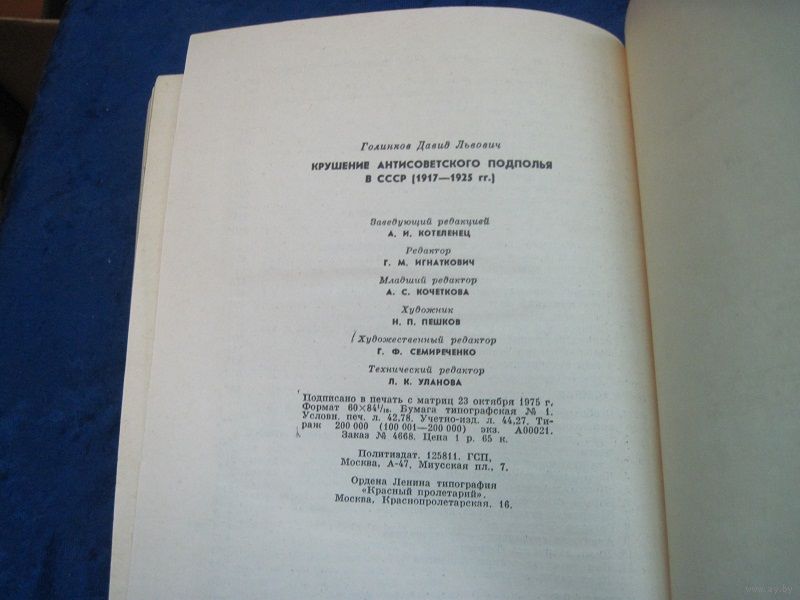 Голинков Давид Львович
КРУШЕНИЕ АНТИСОВЕТСКОГО ПОДПОЛЬЯ
В СССР (1917—1925 гг.)
Заведующий редакцией
А. И. КОТЕЛЕНЕЦ
Редактор
Г. М. ИГНАТКОВИЧ
Младший редактор
А. С. КОЧЕТКОВА
Художник
Н. П. ПЕШКОВ
Художественный редактор
Г. Ф. СЕМИРЕЧЕНКО
Технический редактор
Л. К. УЛАНОВА
Подписано в печать с матриц 23 октября 1975 г.
Формат 60×84¹/₁₆. Бумага типографская № 1.
Условн. печ. л. 42,78. Учетно-изд. л. 44,27. Ти-
раж 200 000 (100 001—200 000) экз. А00021.
Заказ № 4668. Цена 1 р. 65 к.
Политиздат. 125811. ГСП,
Москва, А-47, Миусская пл., 7.
Ордена Ленина типография
«Красный пролетарий».
Москва, Краснопролетарская, 16.
www.ay.by